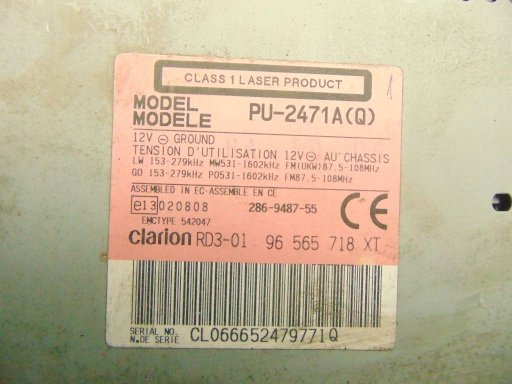 CLASS 1 LASER PRODUCT
1
MODEL
MODELE PU-2471A(Q)
12V ⊖ GROUND
TENSION D'UTILISATION 12V ⊖ AU CHASSIS
LW 153-279kHz MW531-1602kHz FM(UKW)87.5-108MHz
GO 153-279kHz PO531-1602kHz FM87.5-108MHz
ASSEMBLED IN EC-ASSEMBLE EN CE
e13 020808 286-9487-55 CE
EMCTYPE 542047
clarion RD3-01 96 565 718 XT
SERIAL NO.
N.DE SERIE CL066652479771Q